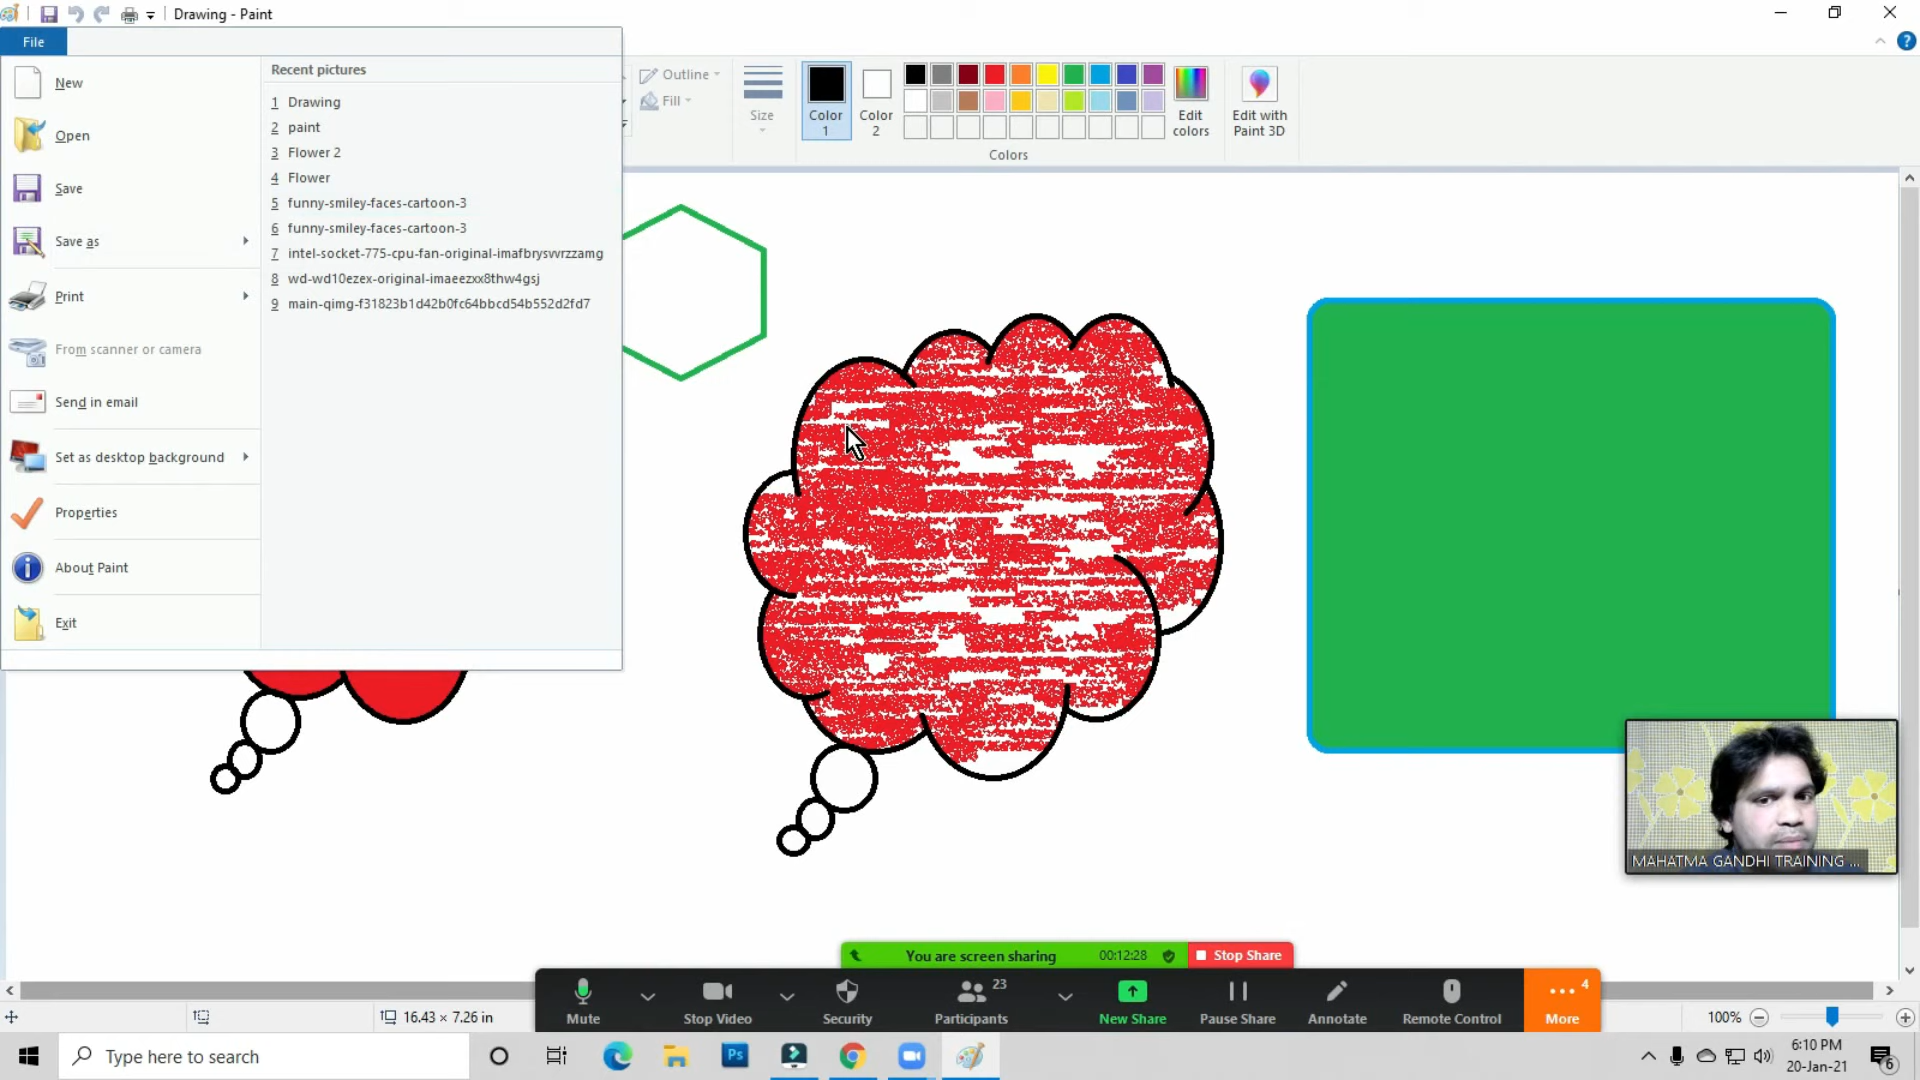 Drawing - Paint
File
New
Open
Save
Save as
Print
From scanner or camera
Send in email
Set as desktop background
Properties
About Paint
Exit
Recent pictures
1 Drawing
2 paint
3 Flower 2
4 Flower
5 funny-smiley-faces-cartoon-3
6 funny-smiley-faces-cartoon-3
7 intel-socket-775-cpu-fan-original-imafbrysvvrzzamg
8 wd-wd10ezex-original-imaeezxx8thw4gsj
9 main-qimg-f31823b1d42b0fc64bbcd54b552d2fd7
Outline
Fill
Size
Color
1
Color
2
Edit
colors
Edit with
Paint 3D
Colors
MAHATMA GANDHI TRAINING ...
You are screen sharing 00:12:28 Stop Share
16.43 × 7.26 in
Mute
Stop Video
Security
Participants 23
New Share
Pause Share
Annotate
Remote Control
More 4
100%
Type here to search
Ps
6:10 PM
20-Jan-21
6